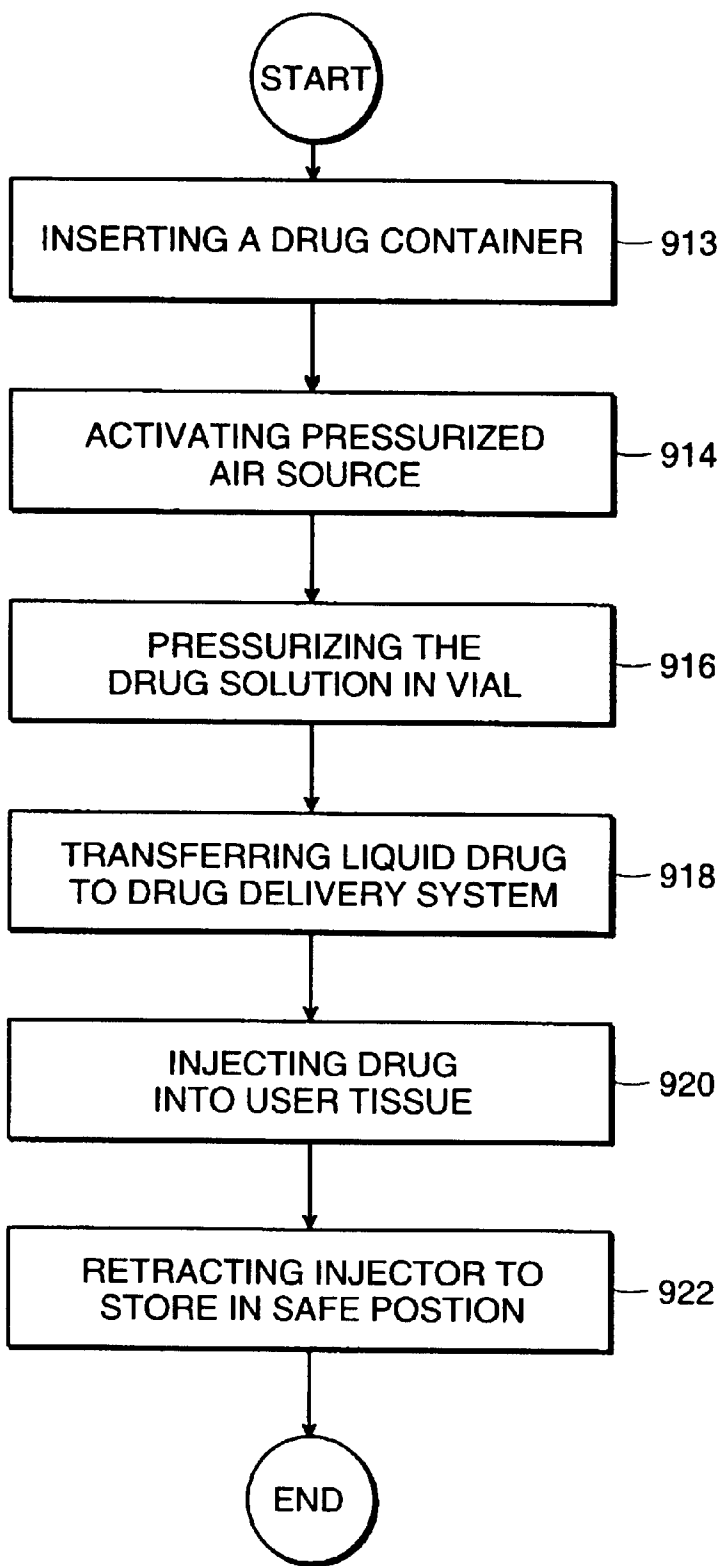 START
INSERTING A DRUG CONTAINER
913
ACTIVATING PRESSURIZED
AIR SOURCE
914
PRESSURIZING THE
DRUG SOLUTION IN VIAL
916
TRANSFERRING LIQUID DRUG
TO DRUG DELIVERY SYSTEM
918
INJECTING DRUG
INTO USER TISSUE
920
RETRACTING INJECTOR TO
STORE IN SAFE POSTION
922
END